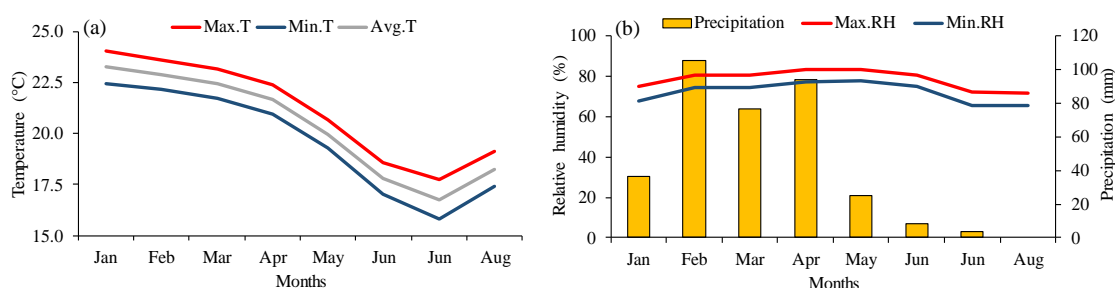 (a)
Max.T Min.T Avg.T
Temperature (°C)
25.0
22.5
20.0
17.5
15.0
Jan Feb Mar Apr May Jun Jun Aug
Months
(b)
Precipitation Max.RH Min.RH
Relative humidity (%)
100
80
60
40
20
0
120
100
80
60
40
20
0
Precipitation (mm)
Jan Feb Mar Apr May Jun Jun Aug
Months